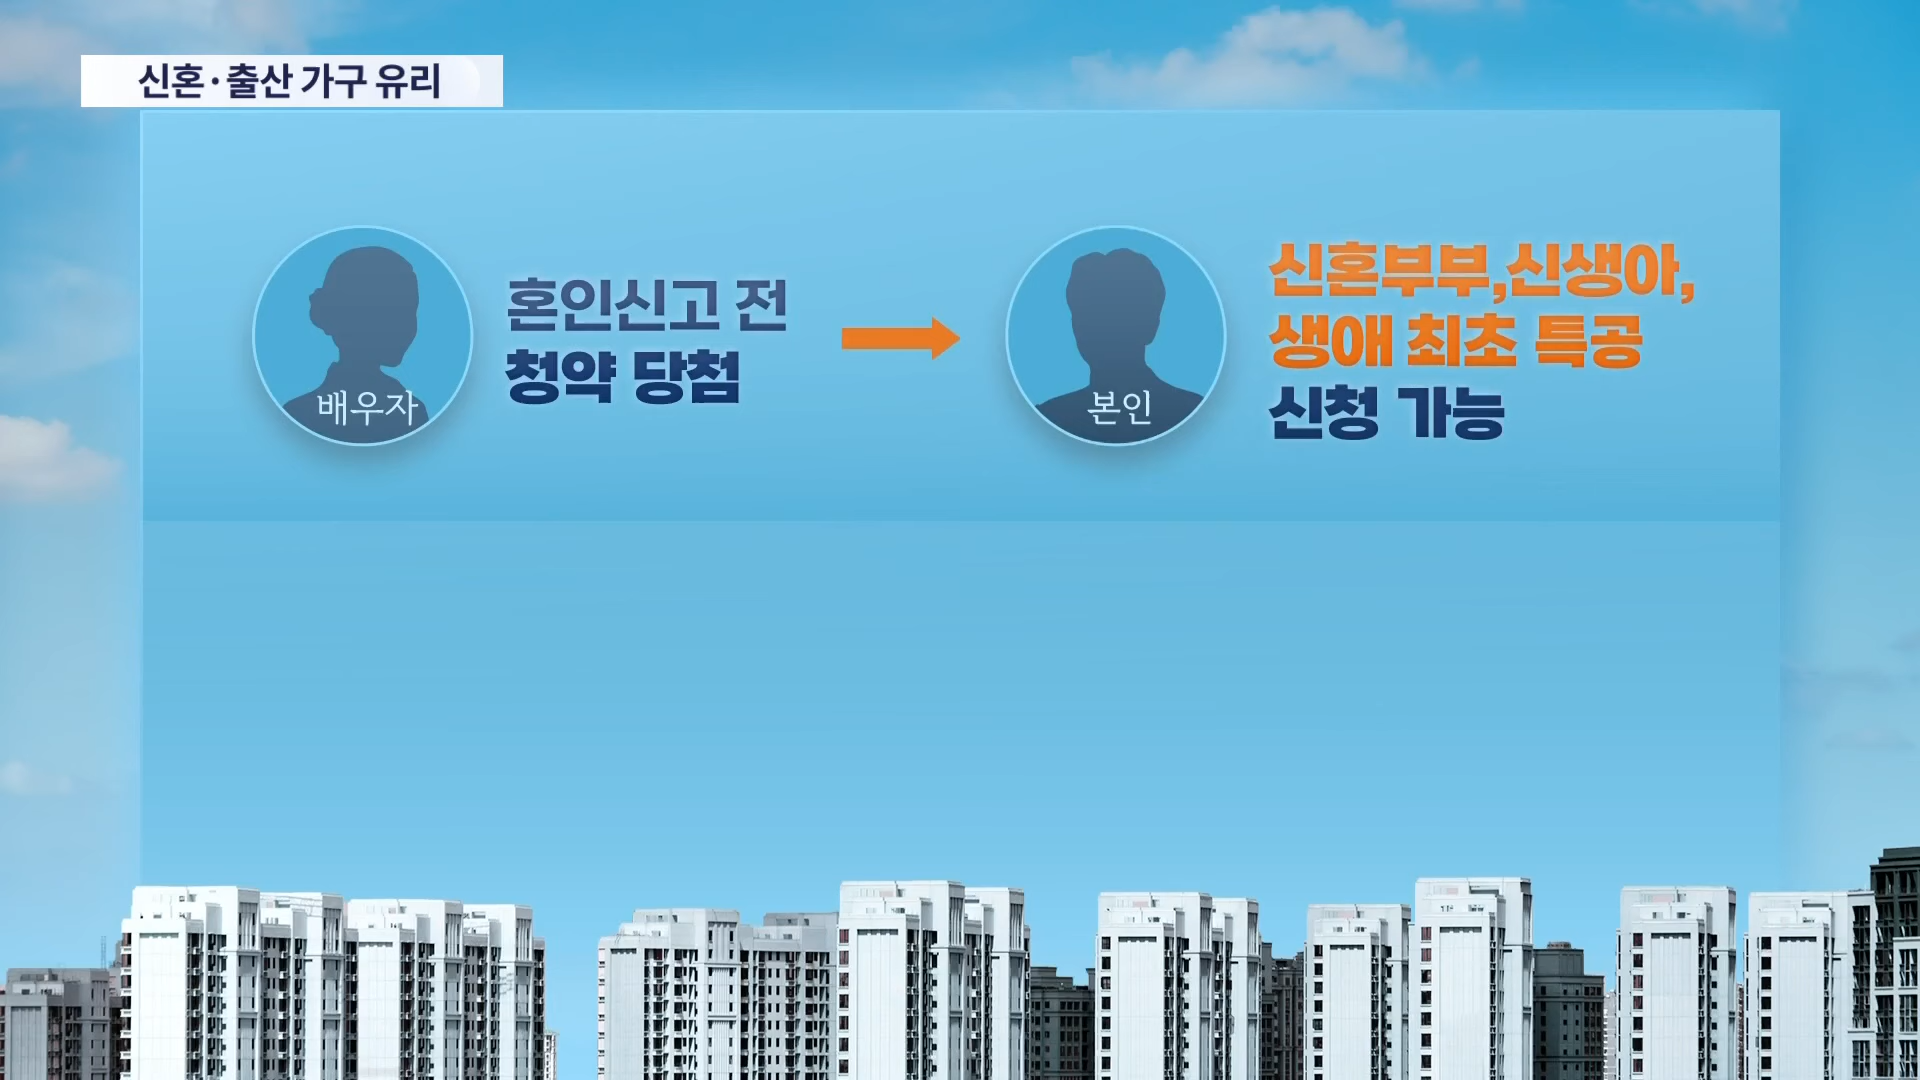 신혼·출산 가구 유리
혼인신고 전
청약 당첨
배우자
신혼부부,신생아,
생애 최초 특공
신청 가능
본인